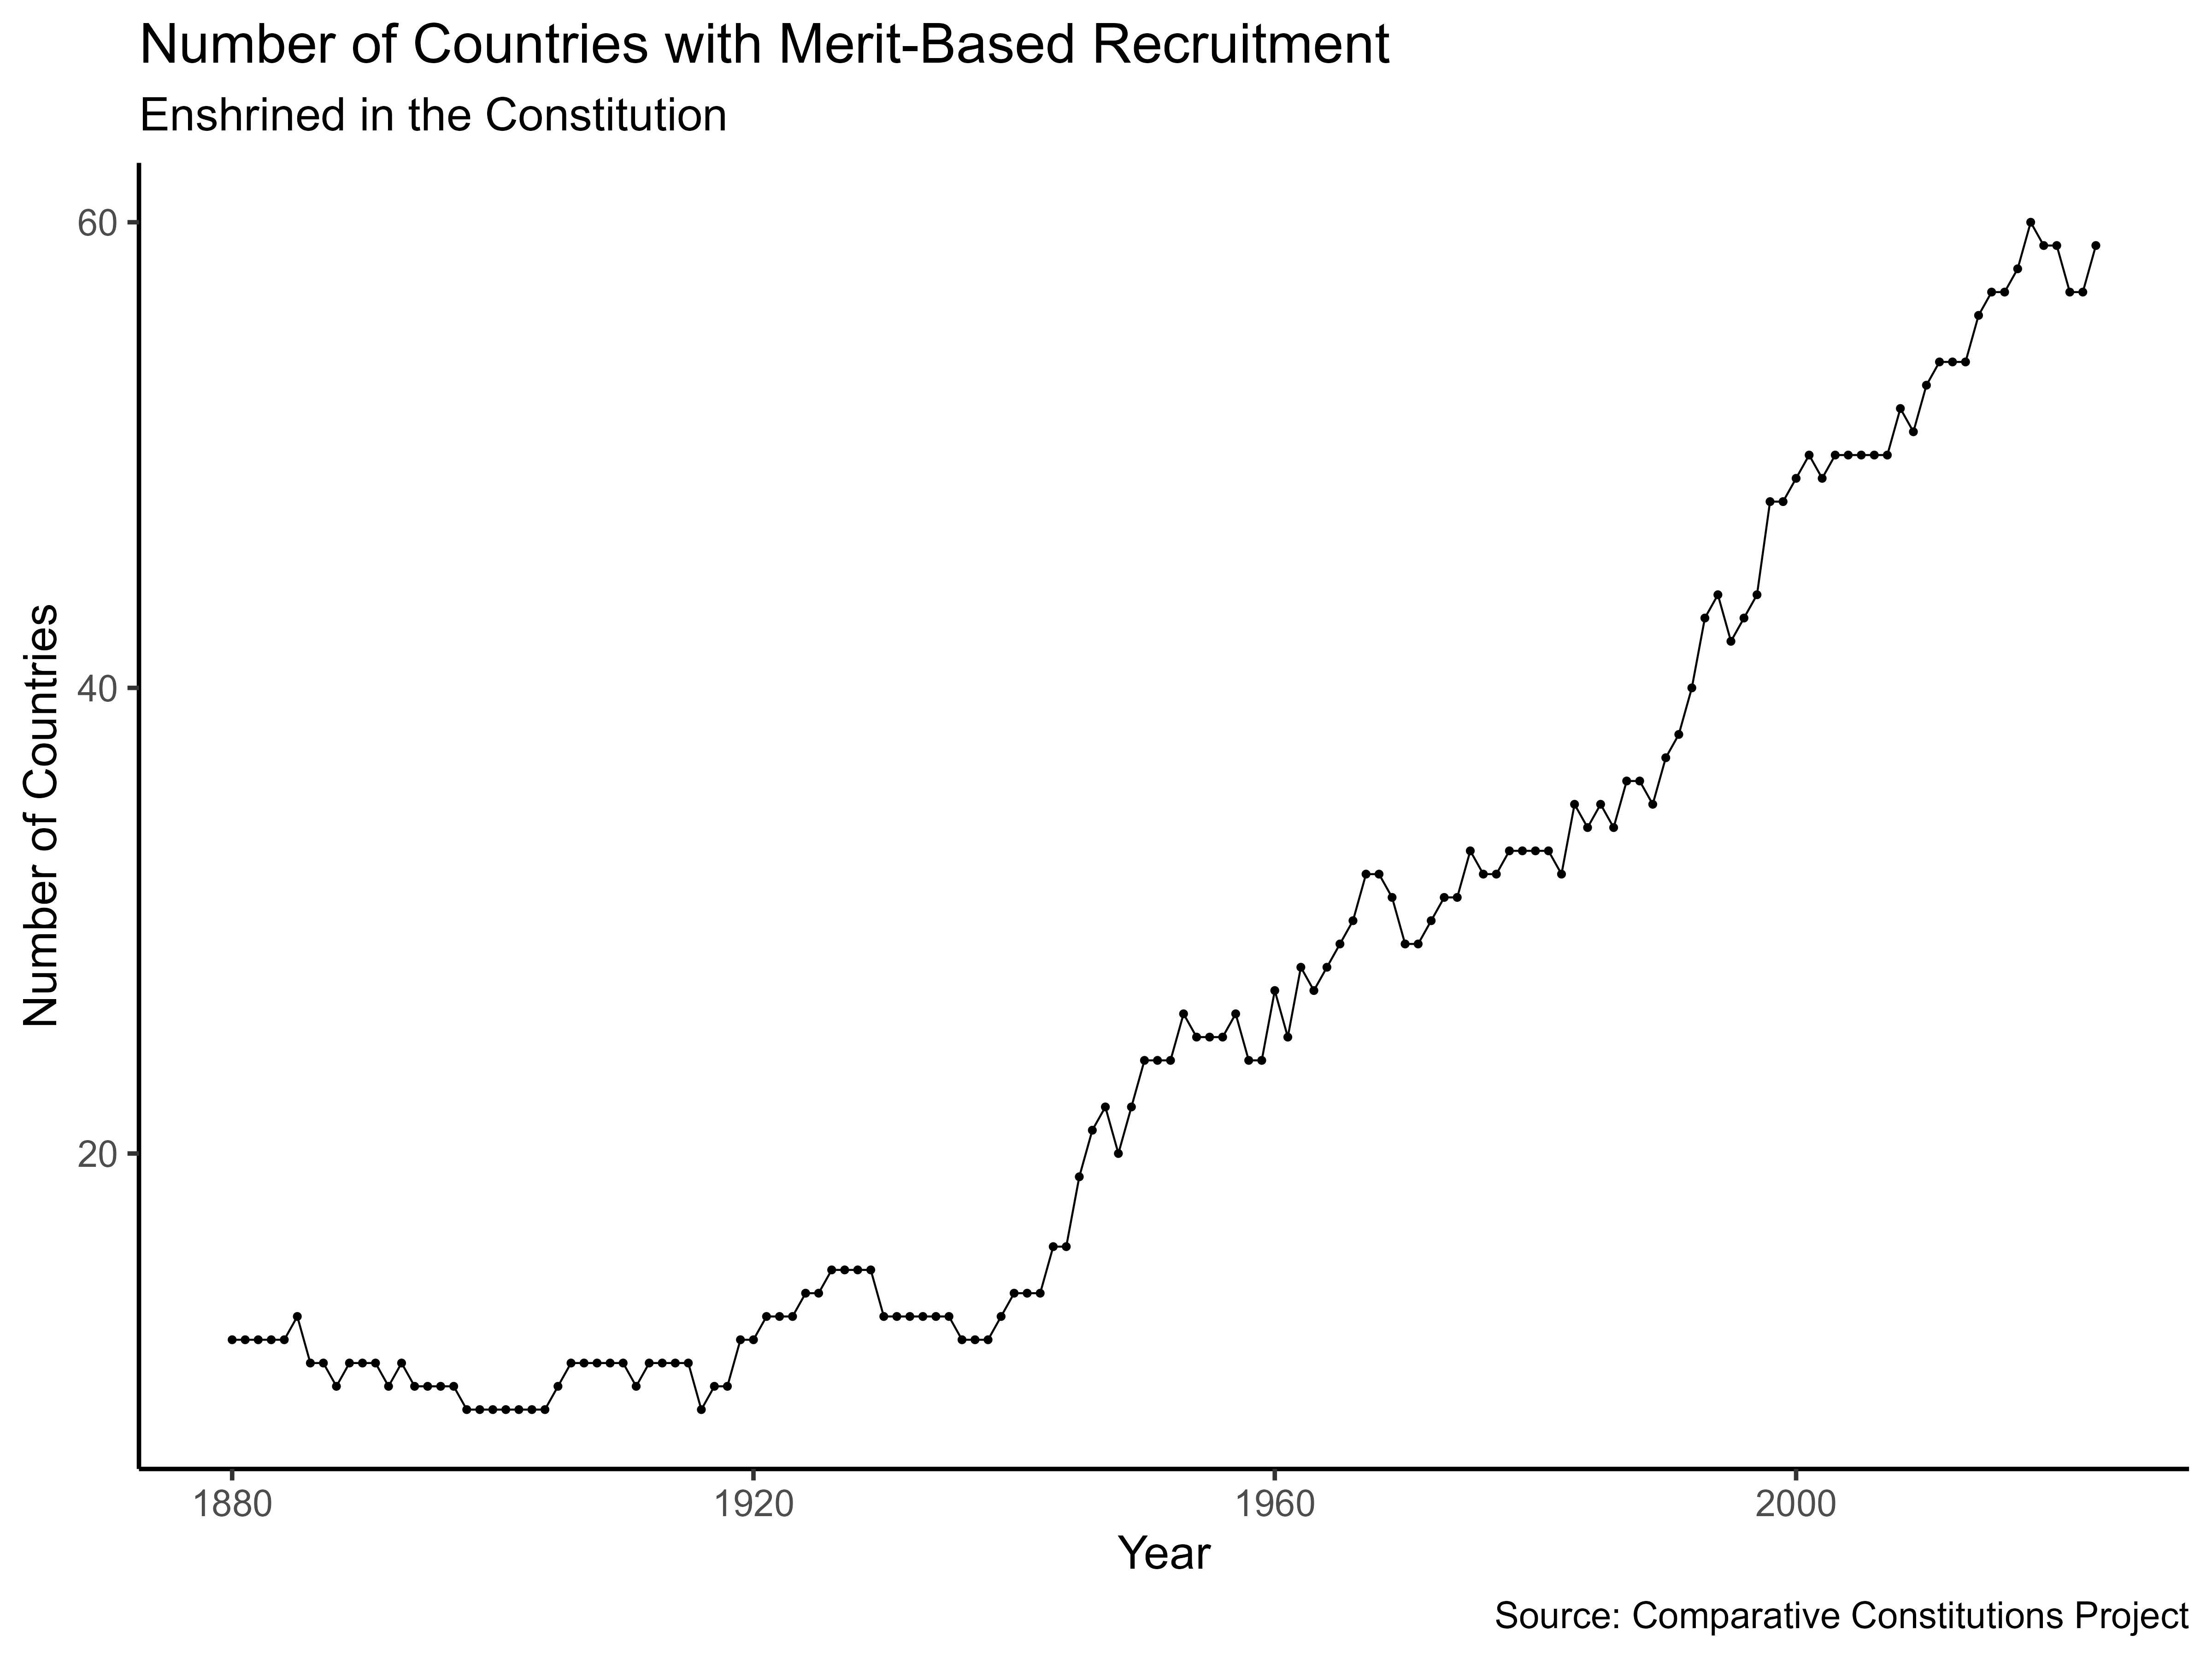 Number of Countries with Merit-Based Recruitment
Enshrined in the Constitution
60
40
20
Number of Countries
1880 1920 1960 2000
Year
Source: Comparative Constitutions Project